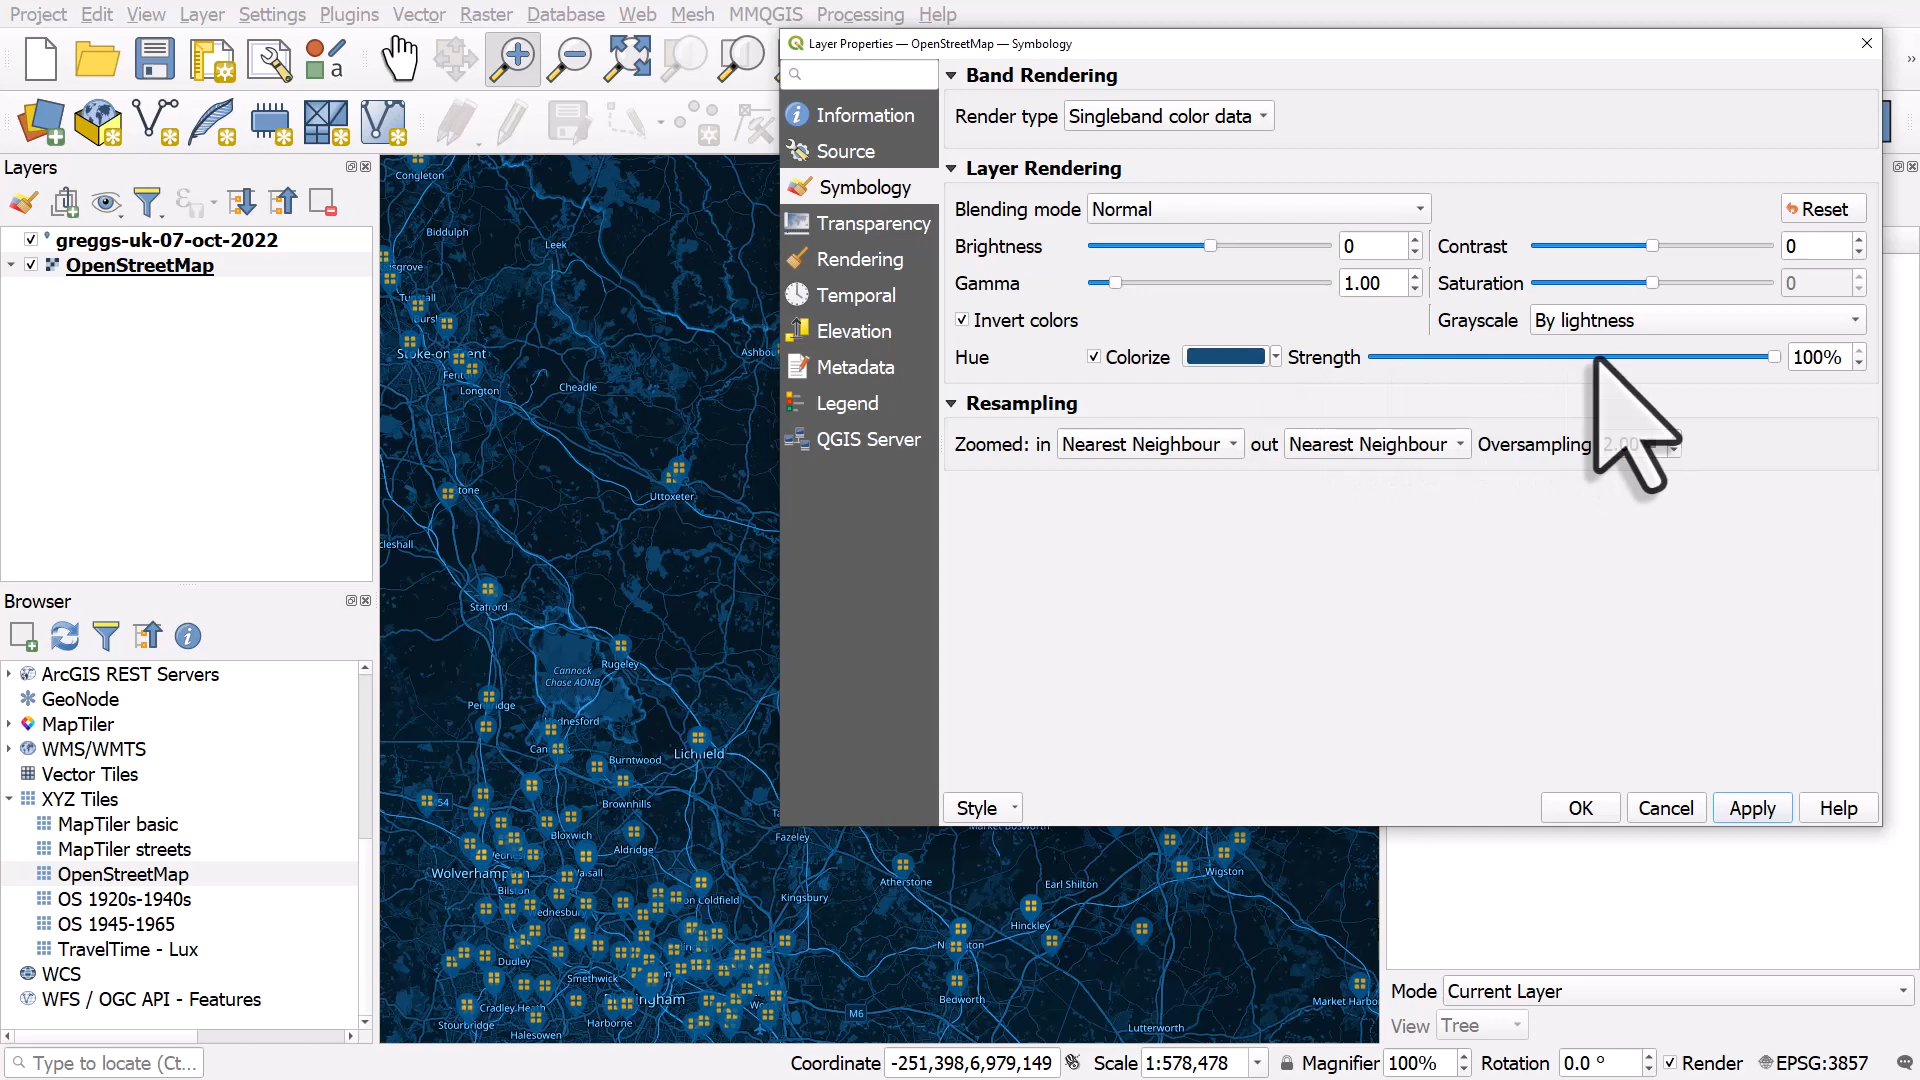 Project Edit View Layer Settings Plugins Vector Raster Database Web Mesh MMQGIS Processing Help
Layer Properties — OpenStreetMap — Symbology
Information
Source
Symbology
Transparency
Rendering
Temporal
Elevation
Metadata
Legend
QGIS Server
Band Rendering
Render type Singleband color data
Layer Rendering
Blending mode Normal Reset
Brightness 0 Contrast 0
Gamma 1.00 Saturation 0
Invert colors Grayscale By lightness
Hue Colorize Strength 100%
Resampling
Zoomed: in Nearest Neighbour out Nearest Neighbour Oversampling 2.00
Style OK Cancel Apply Help
Layers
greggs-uk-07-oct-2022
OpenStreetMap
Browser
ArcGIS REST Servers
GeoNode
MapTiler
WMS/WMTS
Vector Tiles
XYZ Tiles
MapTiler basic
MapTiler streets
OpenStreetMap
OS 1920s-1940s
OS 1945-1965
TravelTime - Lux
WCS
WFS / OGC API - Features
Congleton
Biddulph
Leek
Cheadle
Longton
Uttoxeter
Stafford
Rugeley
Cannock
Chase AONB
Lichfield
Burntwood
Brownhills
54
Bloxwich
Aldridge
Fazeley
Bilston
Atherstone
Kingsbury
Earl Shilton
Wigston
Hinckley
Dudley
Smethwick
Bedworth
Harborne
Stourbridge
Halesowen
M6
Lutterworth
Mode Current Layer
View Tree
Type to locate (Ct... Coordinate -251,398,6,979,149 Scale 1:578,478 Magnifier 100% Rotation 0.0 ° Render EPSG:3857